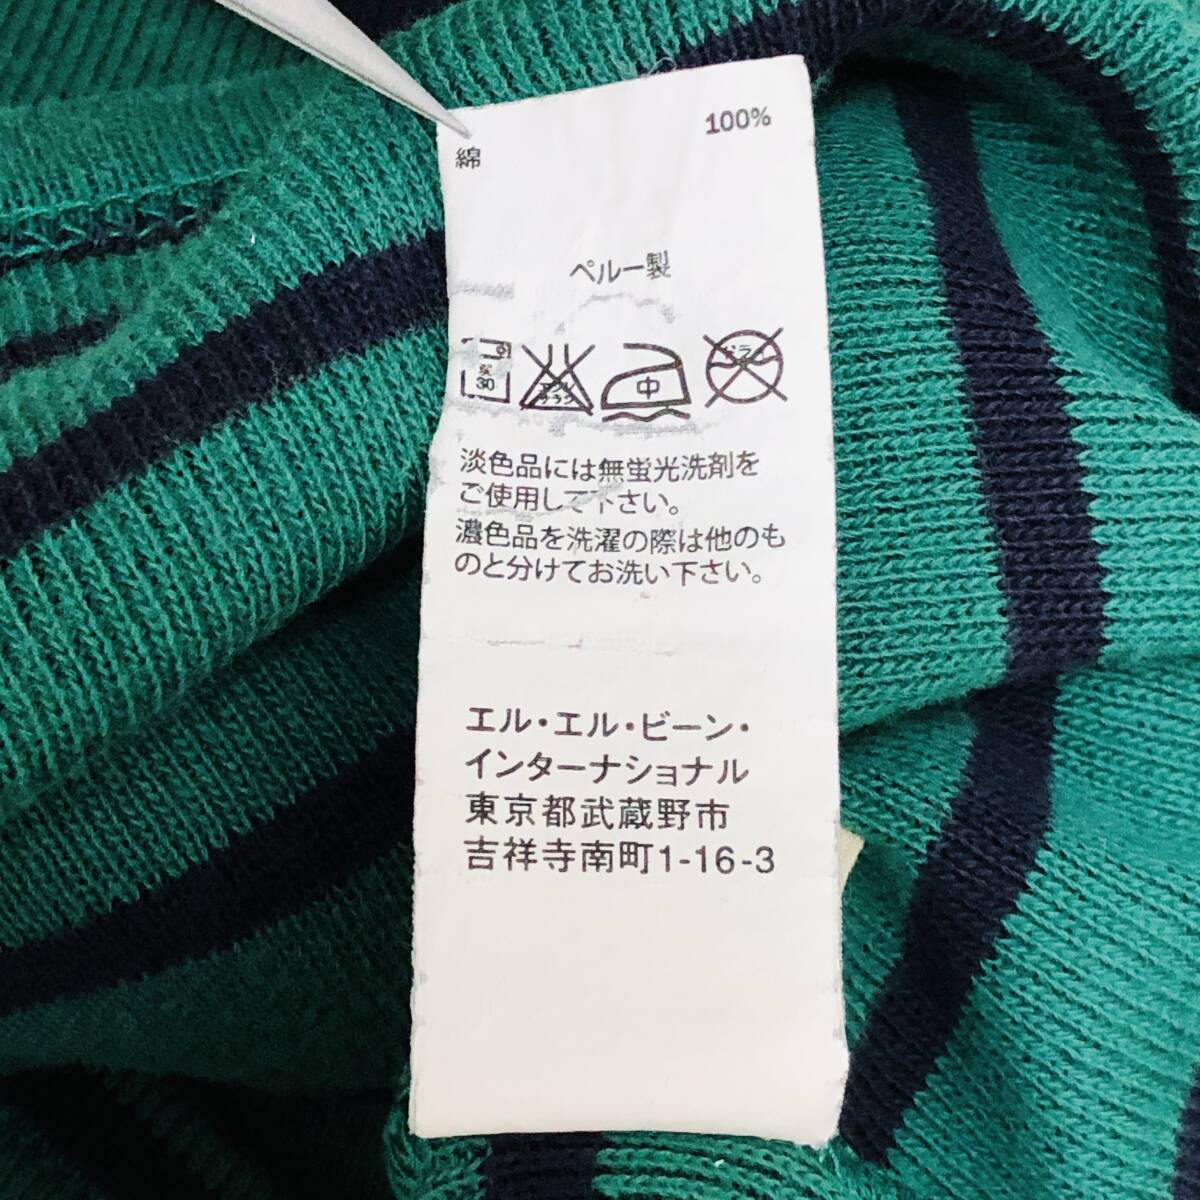 綿 100%
ペルー製
30
中
ドライ
淡色品には無蛍光洗剤を
ご使用して下さい。
濃色品を洗濯の際は他のも
のと分けてお洗い下さい。
エル・エル・ビーン・
インターナショナル
東京都武蔵野市
吉祥寺南町1-16-3